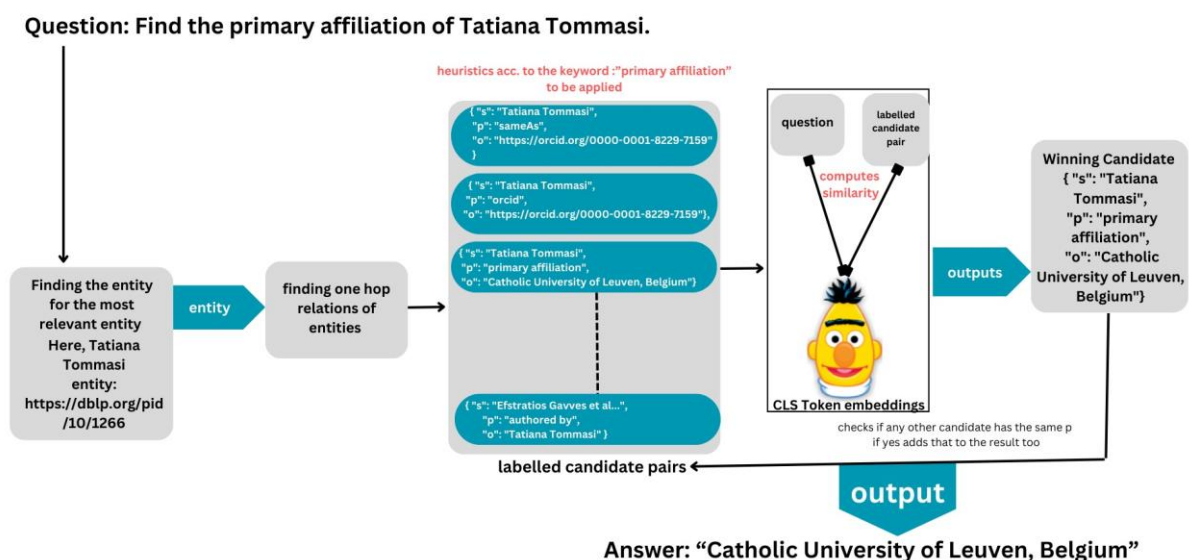 Question: Find the primary affiliation of Tatiana Tommasi.
heuristics acc. to the keyword :"primary affiliation"
to be applied
Finding the entity
for the most
relevant entity
Here, Tatiana
Tommasi
entity:
https://dblp.org/pid
/10/1266
entity
finding one hop
relations of
entities
{ "s": "Tatiana Tommasi",
"p": "sameAs",
"o": "https://orcid.org/0000-0001-8229-7159"
}
{ "s": "Tatiana Tommasi",
"p": "orcid",
"o": "https://orcid.org/0000-0001-8229-7159"},
{ "s": "Tatiana Tommasi",
"p": "primary affiliation",
"o": "Catholic University of Leuven, Belgium"}
{ "s": "Efstratios Gavves et al...",
"p": "authored by",
"o": "Tatiana Tommasi" }
labelled candidate pairs
question
labelled
candidate
pair
computes
similarity
CLS Token embeddings
outputs
Winning Candidate
{ "s": "Tatiana
Tommasi",
"p": "primary
affiliation",
"o": "Catholic
University of Leuven,
Belgium"}
checks if any other candidate has the same p
if yes adds that to the result too
output
Answer: “Catholic University of Leuven, Belgium”